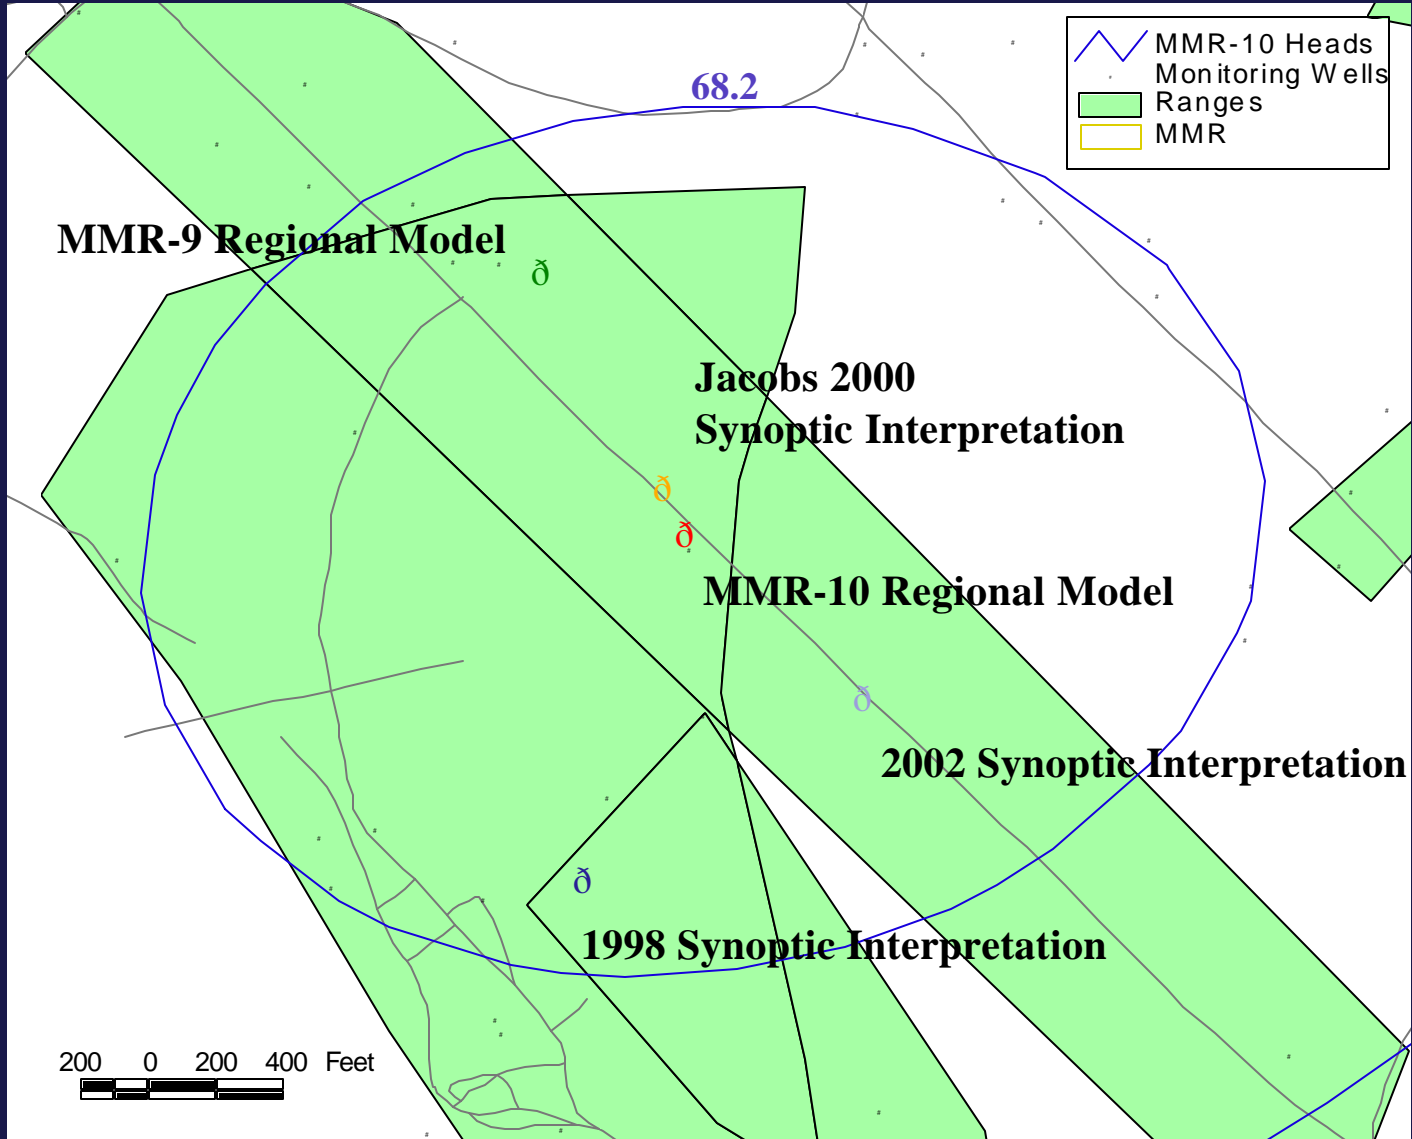 MMR-10 Heads
Monitoring Wells
Ranges
MMR
68.2
MMR-9 Regional Model
ð
Jacobs 2000
Synoptic Interpretation
ð
ð
MMR-10 Regional Model
ð
2002 Synoptic Interpretation
ð
1998 Synoptic Interpretation
200 0 200 400 Feet